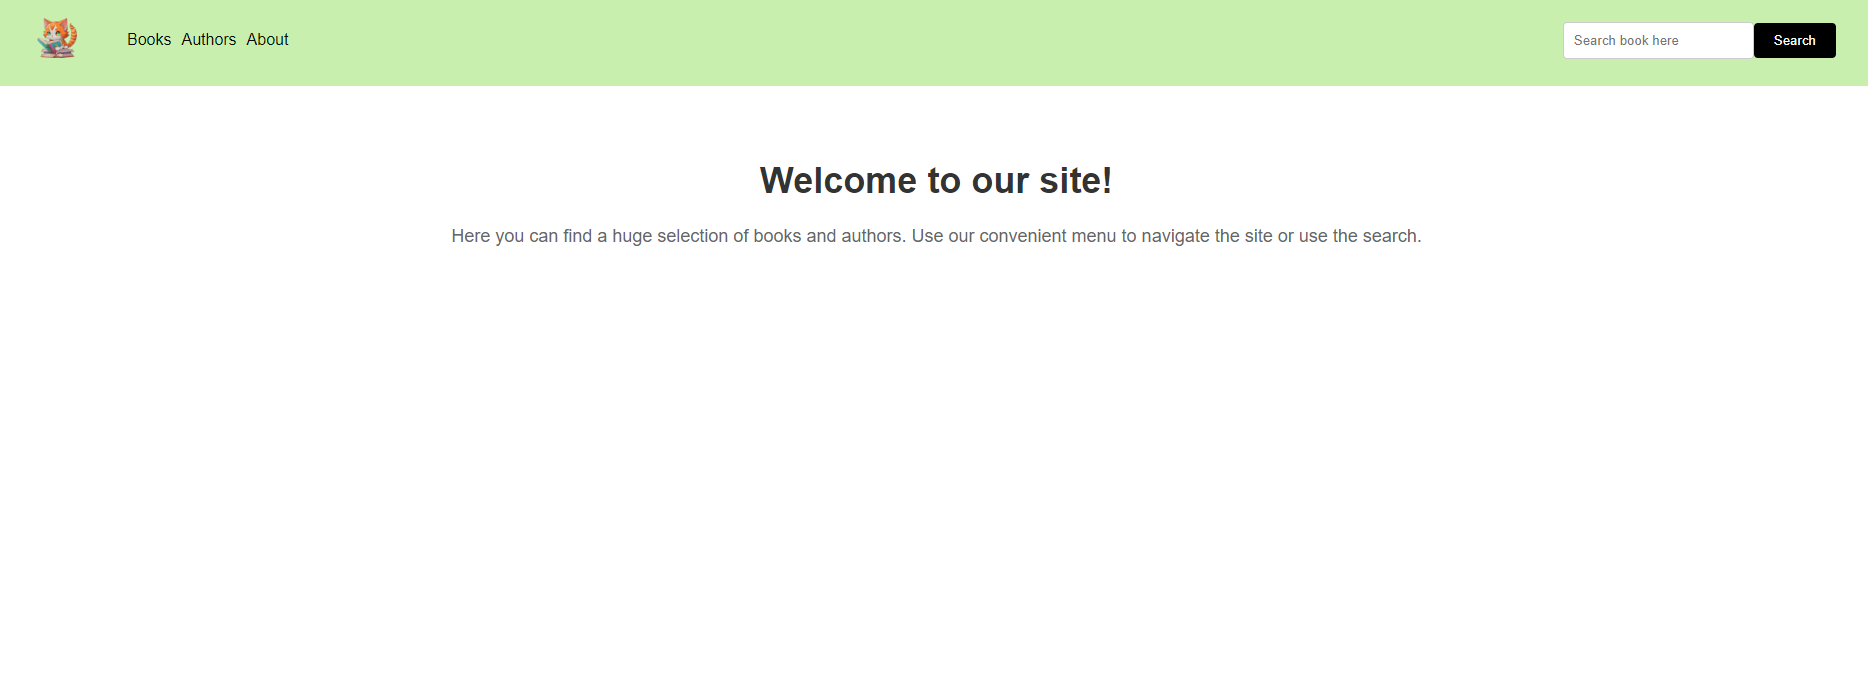 Books Authors About
Search book here Search
Welcome to our site!
Here you can find a huge selection of books and authors. Use our convenient menu to navigate the site or use the search.